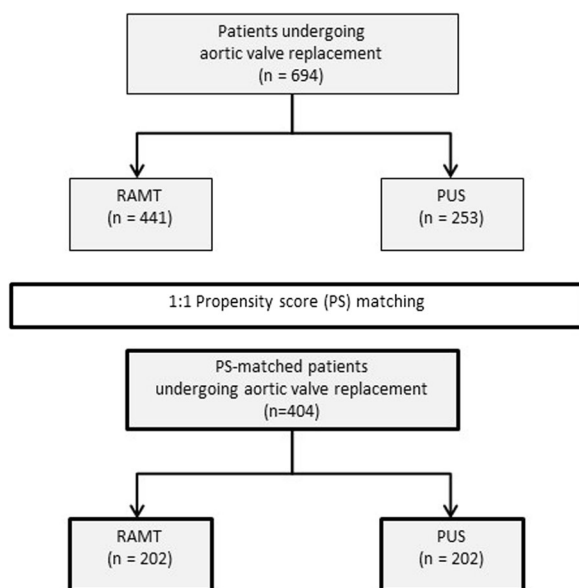 Patients undergoing
aortic valve replacement
(n = 694)
RAMT
(n = 441)
PUS
(n = 253)
1:1 Propensity score (PS) matching
PS-matched patients
undergoing aortic valve replacement
(n=404)
RAMT
(n = 202)
PUS
(n = 202)